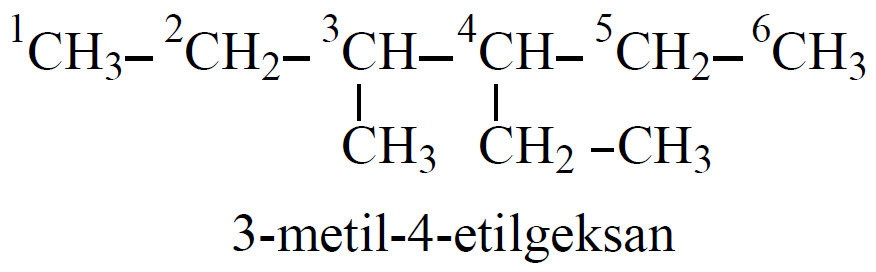 ¹CH₃– ²CH₂– ³CH– ⁴CH– ⁵CH₂– ⁶CH₃
CH₃ CH₂ –CH₃
3-metil-4-etilgeksan